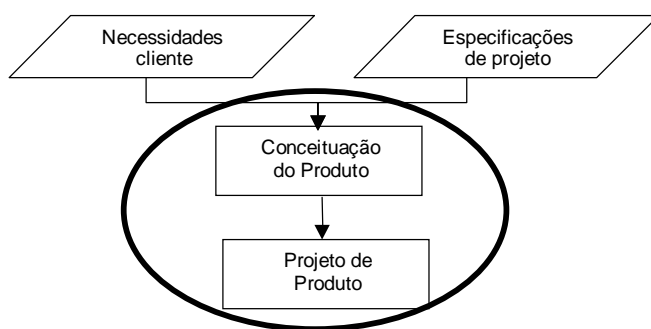 Necessidades
cliente
Especificações
de projeto
Conceituação
do Produto
Projeto de
Produto